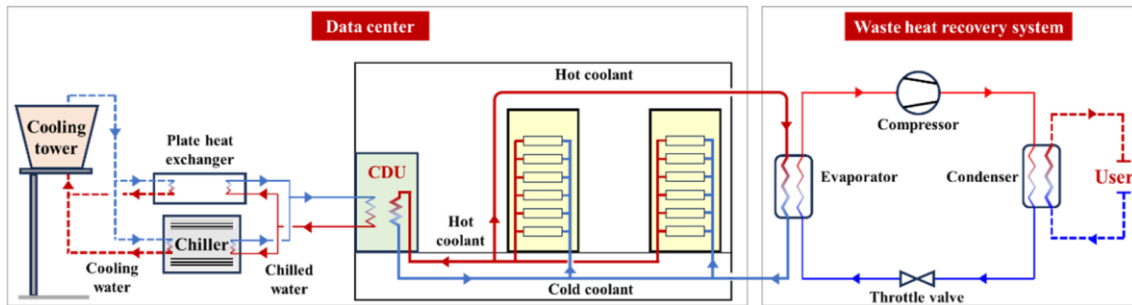 Data center
Waste heat recovery system
Hot coolant
Cooling
tower
Plate heat
exchanger
CDU
Compressor
Evaporator
Condenser
User
Hot
coolant
Chiller
Cooling
water
Chilled
water
Cold coolant
Throttle valve